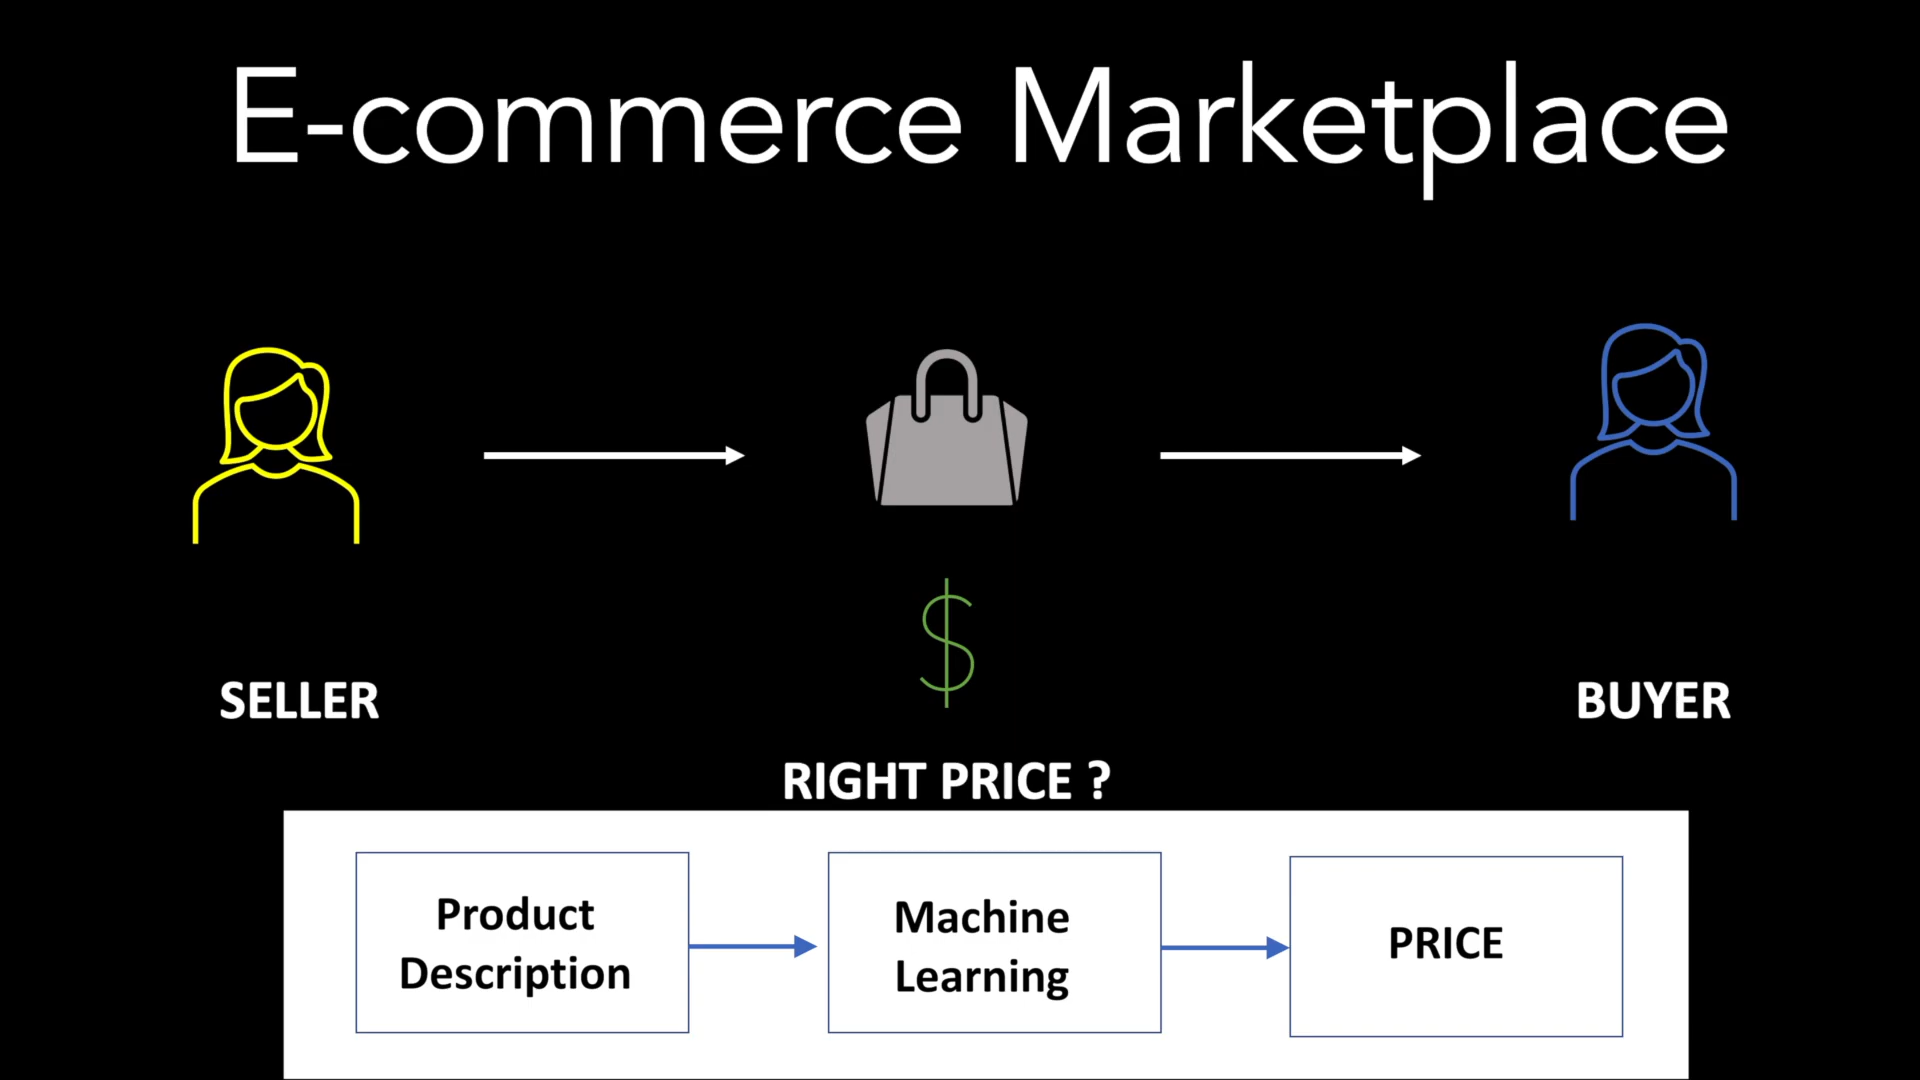 E-commerce Marketplace
$
SELLER
BUYER
RIGHT PRICE ?
Product
Description
Machine
Learning
PRICE